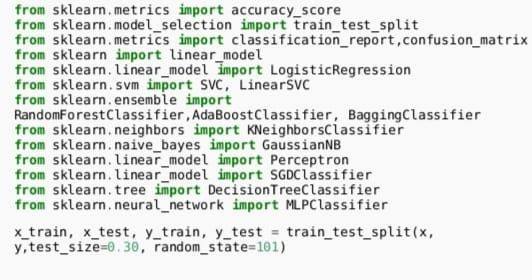 from sklearn.metrics import accuracy_score
from sklearn.model_selection import train_test_split
from sklearn.metrics import classification_report,confusion_matrix
from sklearn import linear_model
from sklearn.linear_model import LogisticRegression
from sklearn.svm import SVC, LinearSVC
from sklearn.ensemble import
RandomForestClassifier,AdaBoostClassifier, BaggingClassifier
from sklearn.neighbors import KNeighborsClassifier
from sklearn.naive_bayes import GaussianNB
from sklearn.linear_model import Perceptron
from sklearn.linear_model import SGDClassifier
from sklearn.tree import DecisionTreeClassifier
from sklearn.neural_network import MLPClassifier
x_train, x_test, y_train, y_test = train_test_split(x,
y,test_size=0.30, random_state=101)